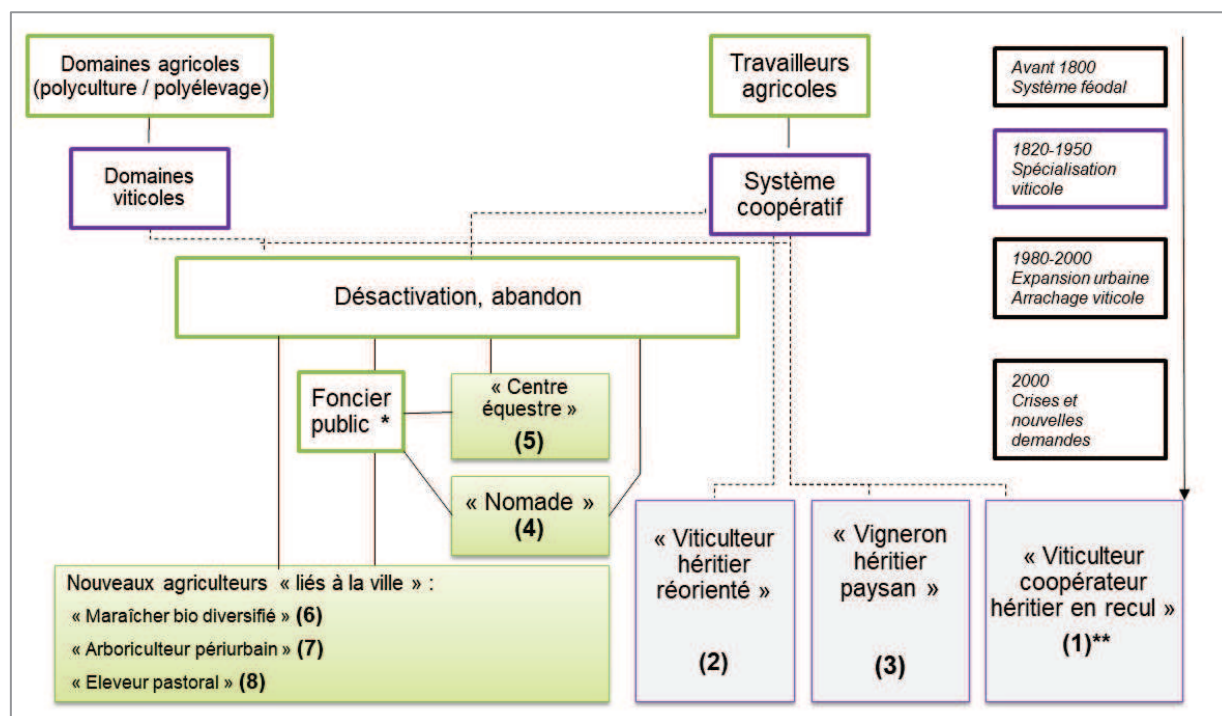 Domaines agricoles
(polyculture / polyélevage)
Travailleurs
agricoles
Avant 1800
Système féodal
Domaines
viticoles
Système
coopératif
1820-1950
Spécialisation
viticole
Désactivation, abandon
1980-2000
Expansion urbaine
Arrachage viticole
Foncier
public *
« Centre
équestre »
(5)
2000
Crises et
nouvelles
demandes
« Nomade »
(4)
« Viticulteur
héritier
réorienté »
(2)
« Vigneron
héritier
paysan »
(3)
« Viticulteur
coopérateur
héritier en recul »
(1)**
Nouveaux agriculteurs « liés à la ville » :
« Maraîcher bio diversifié » (6)
« Arboriculteur périurbain » (7)
« Eleveur pastoral » (8)